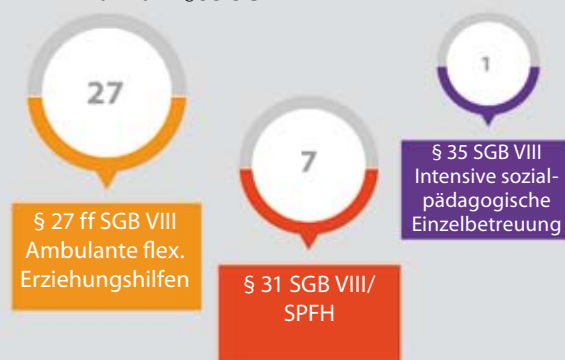 27
§ 27 ff SGB VIII
Ambulante flex.
Erziehungshilfen
7
§ 31 SGB VIII/
SPFH
1
§ 35 SGB VIII
Intensive sozial-
pädagogische
Einzelbetreuung